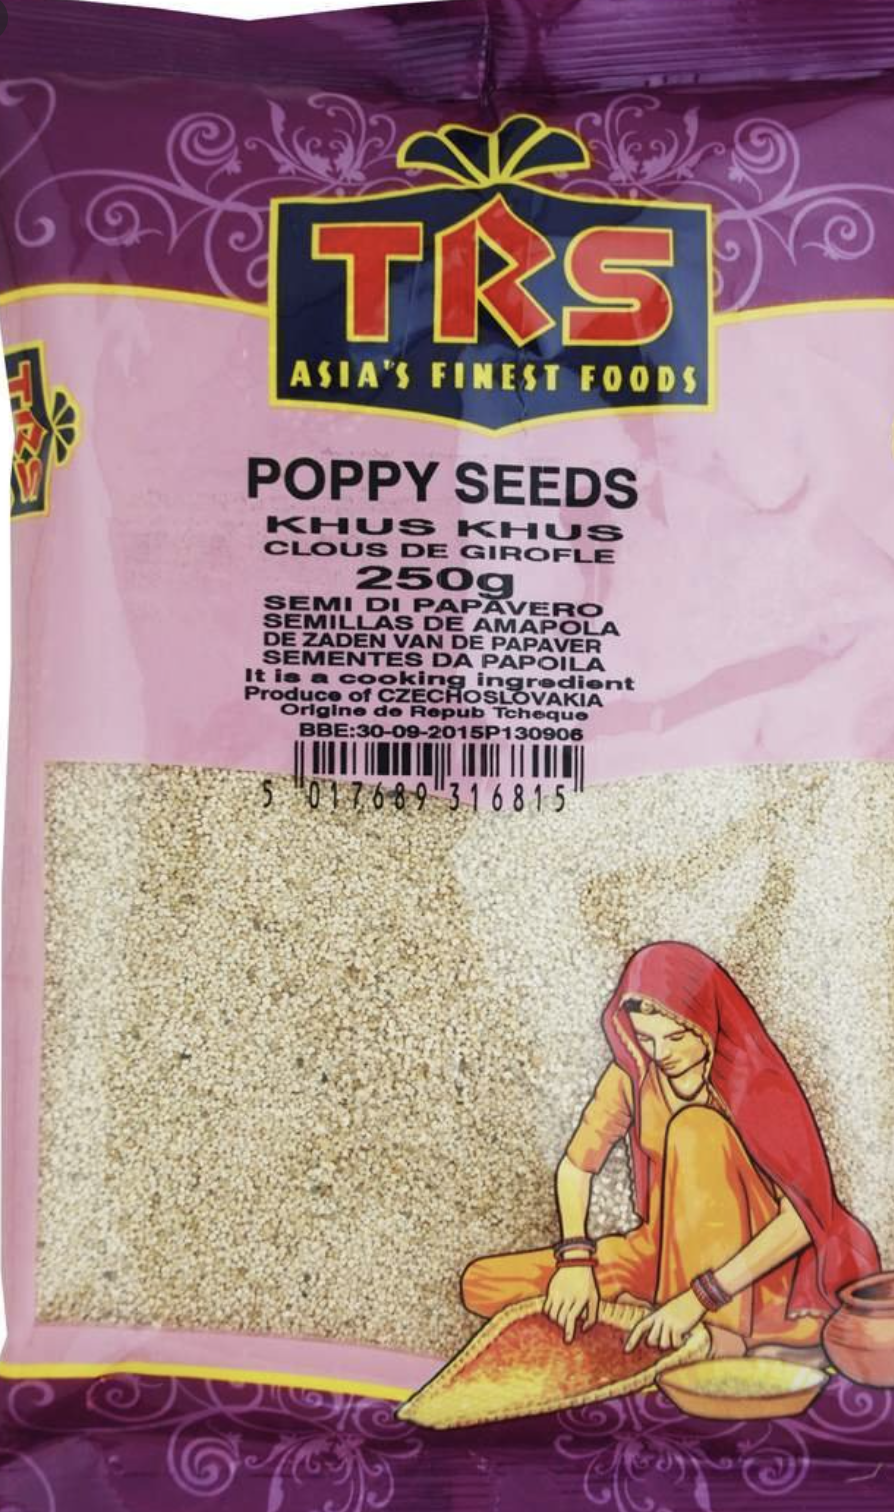 TRS
ASIA'S FINEST FOODS
TRS
POPPY SEEDS
KHUS KHUS
CLOUS DE GIROFLE
250g
SEMI DI PAPAVERO
SEMILLAS DE AMAPOLA
DE ZADEN VAN DE PAPAVER
SEMENTES DA PAPOILA
It is a cooking ingredient
Produce of CZECHOSLOVAKIA
Origine de Repub Tcheque
BBE:30-09-2015P130906
5 017689 316815